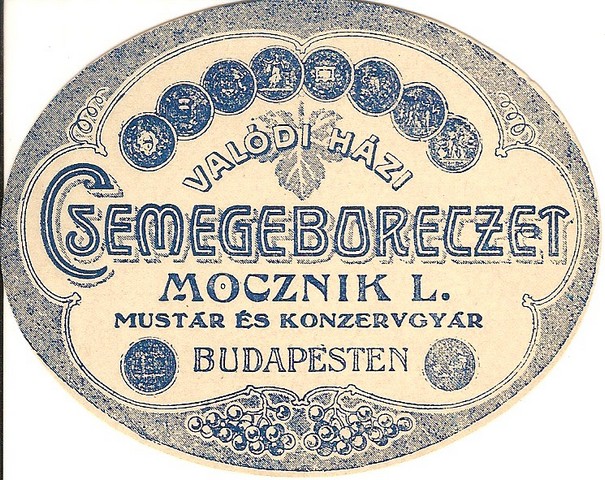 VALÓDI HÁZI
CSEMEGEBORECZET
MOCZNIK L.
MUSTÁR ÉS KONZERVGYÁR
BUDAPESTEN